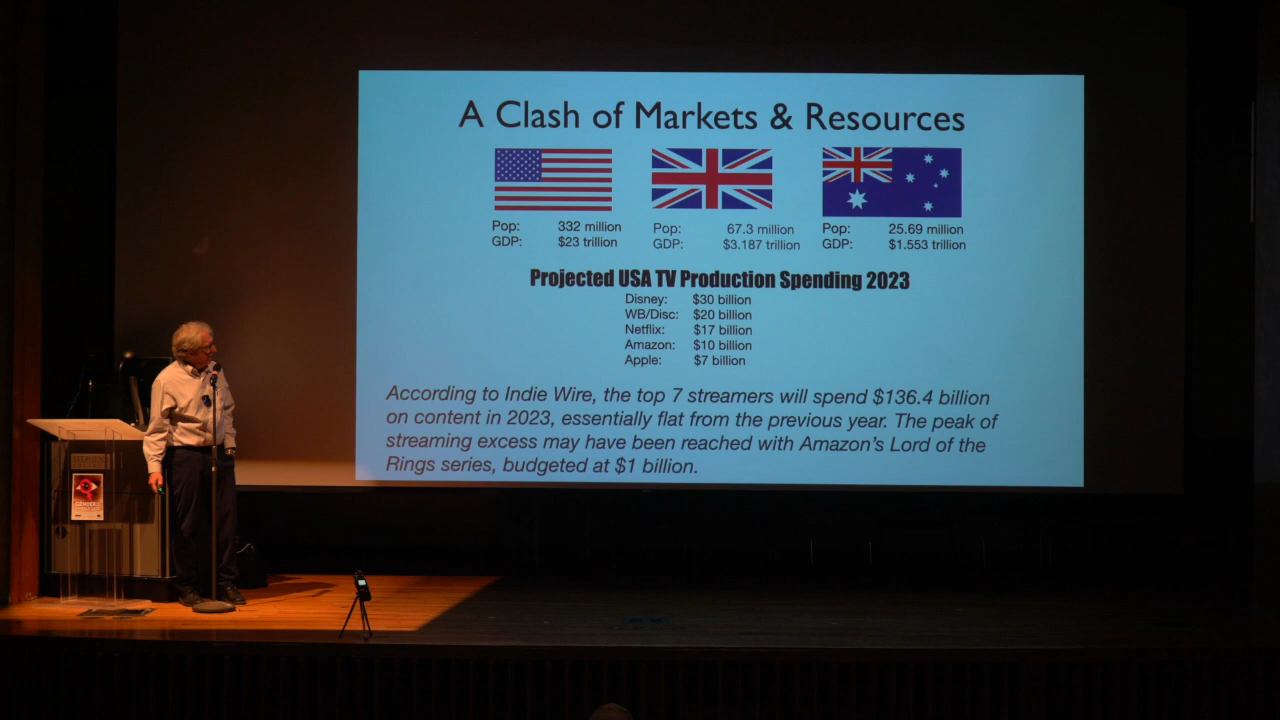 A Clash of Markets & Resources
Pop: 332 million
GDP: $23 trillion
Pop: 67.3 million
GDP: $3.187 trillion
Pop: 25.69 million
GDP: $1.553 trillion
Projected USA TV Production Spending 2023
Disney: $30 billion
WB/Disc: $20 billion
Netflix: $17 billion
Amazon: $10 billion
Apple: $7 billion
According to Indie Wire, the top 7 streamers will spend $136.4 billion
on content in 2023, essentially flat from the previous year. The peak of
streaming excess may have been reached with Amazon's Lord of the
Rings series, budgeted at $1 billion.
GENDER